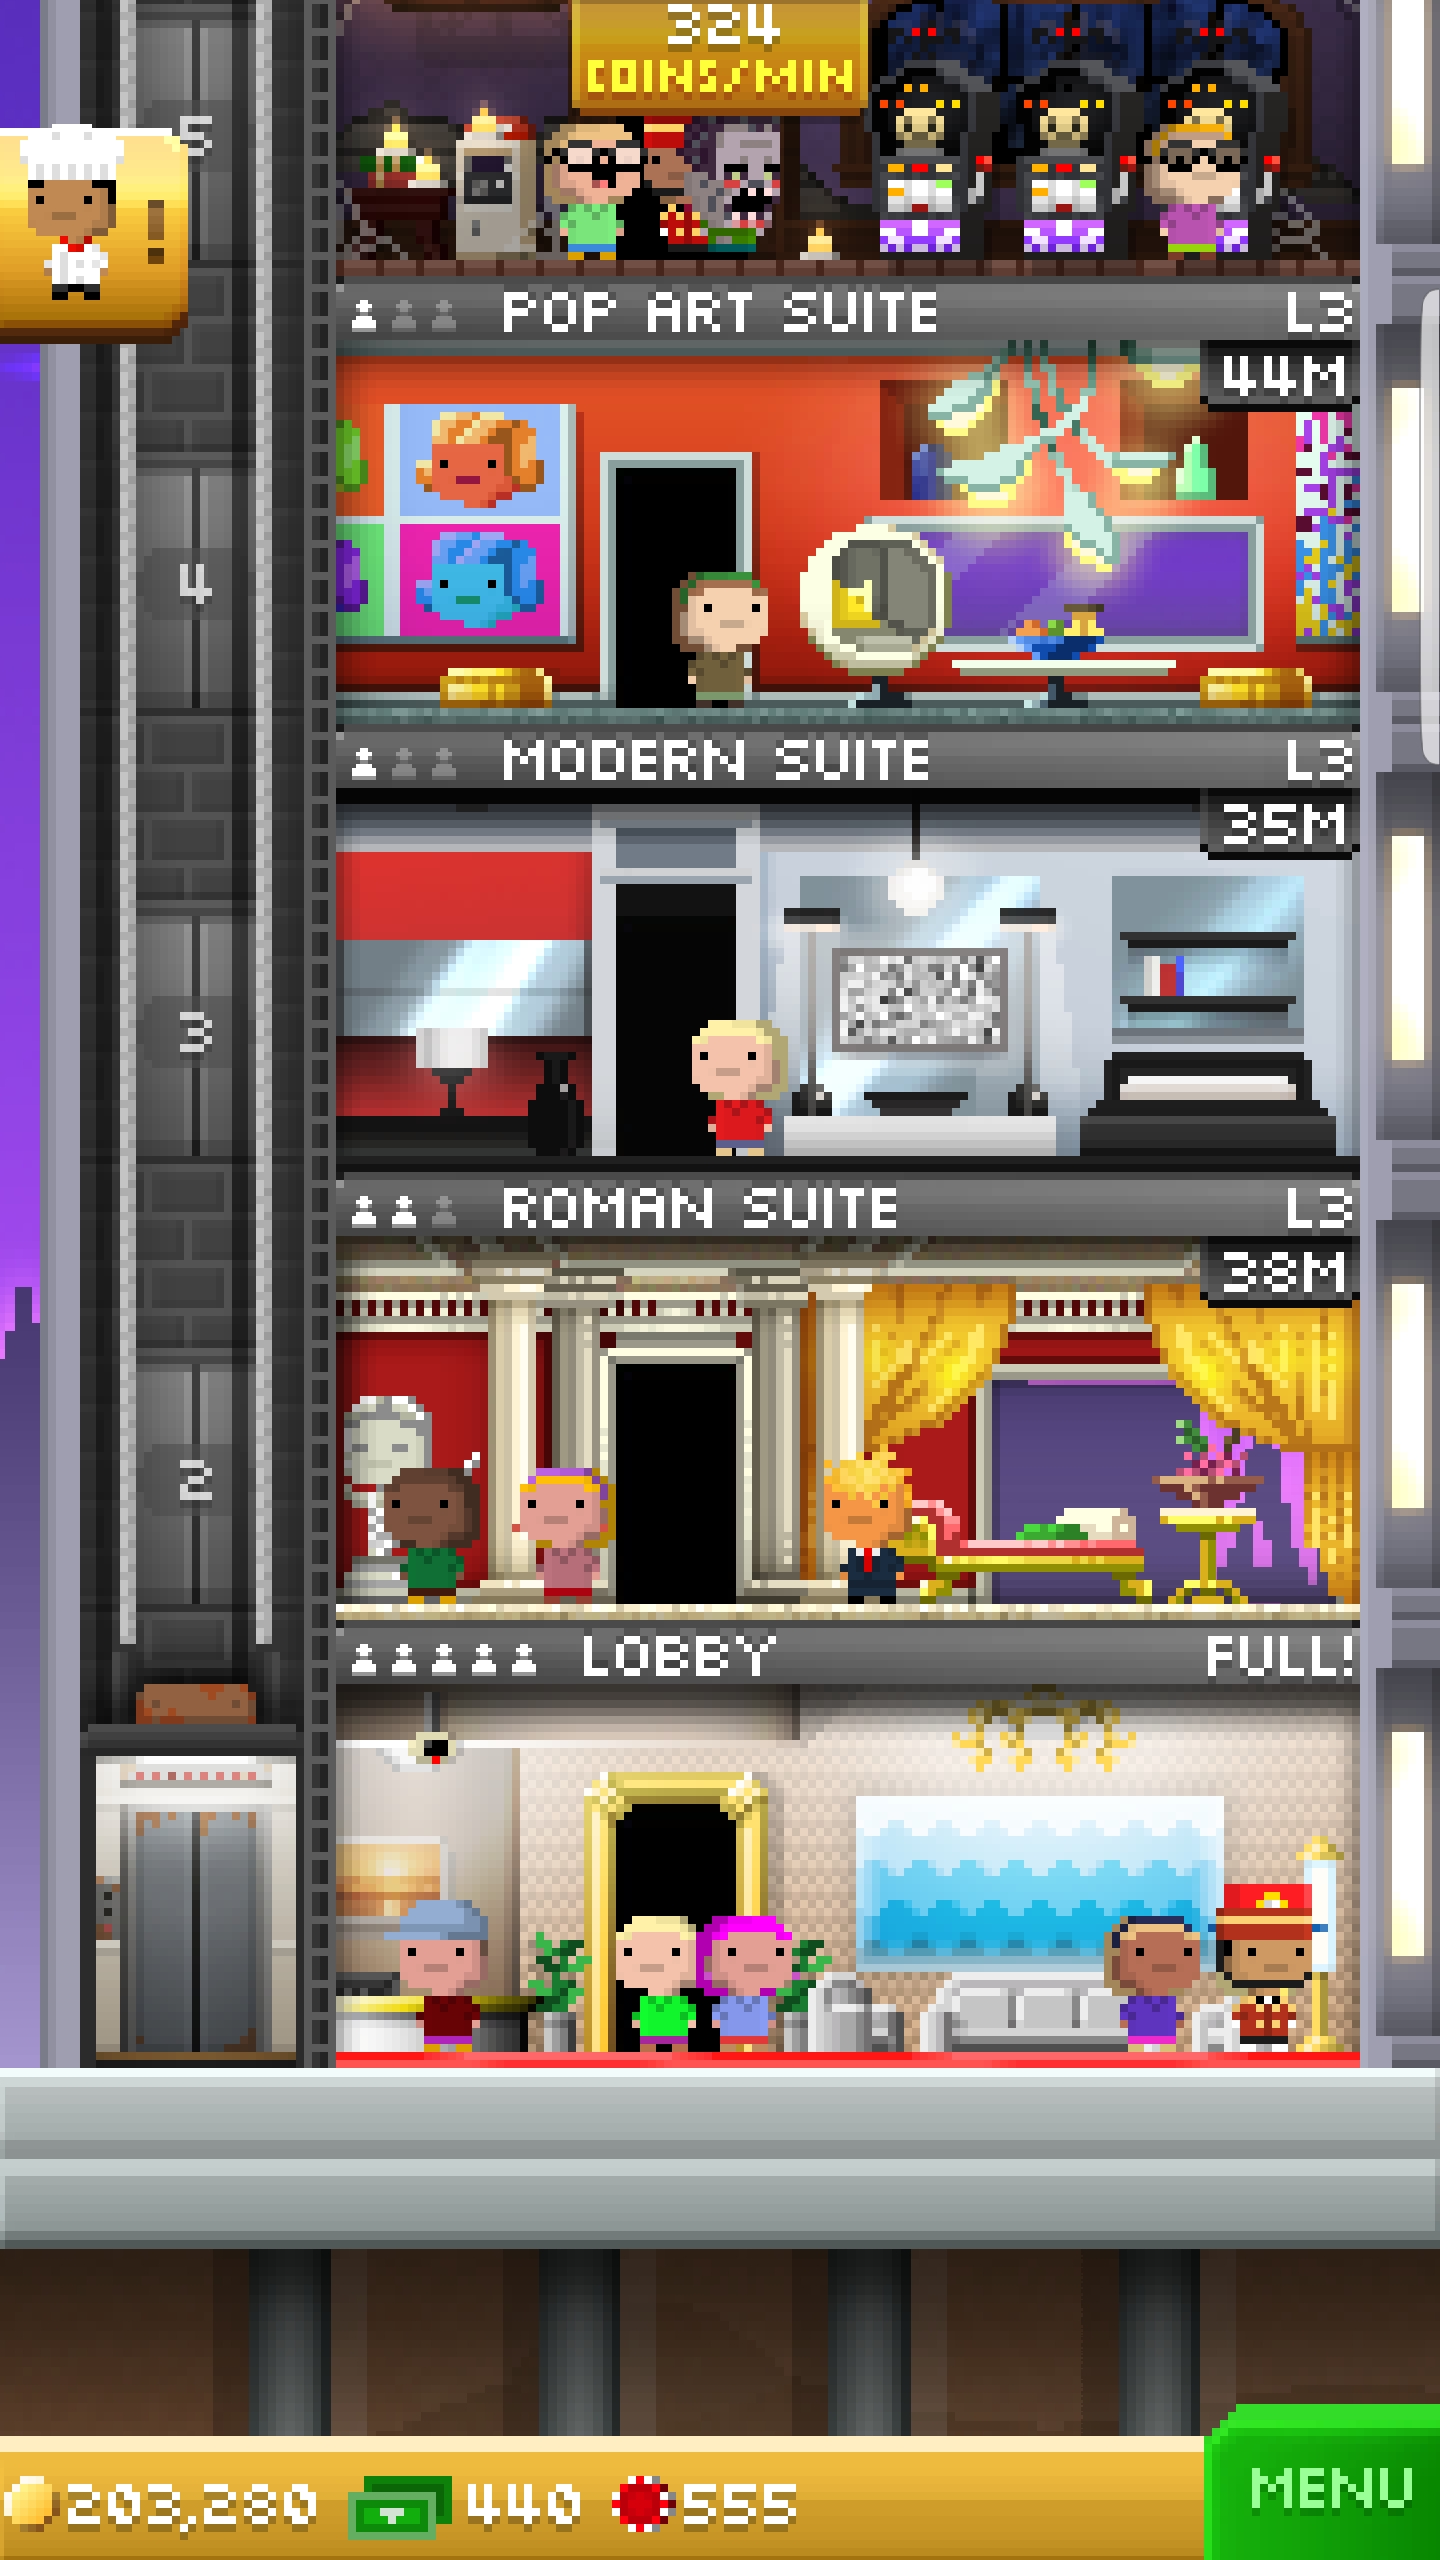 324
COINS/MIN
5
!
POP ART SUITE L3
44M
4
MODERN SUITE L3
35M
3
ROMAN SUITE L3
38M
2
LOBBY FULL!
203,280 440 555
MENU